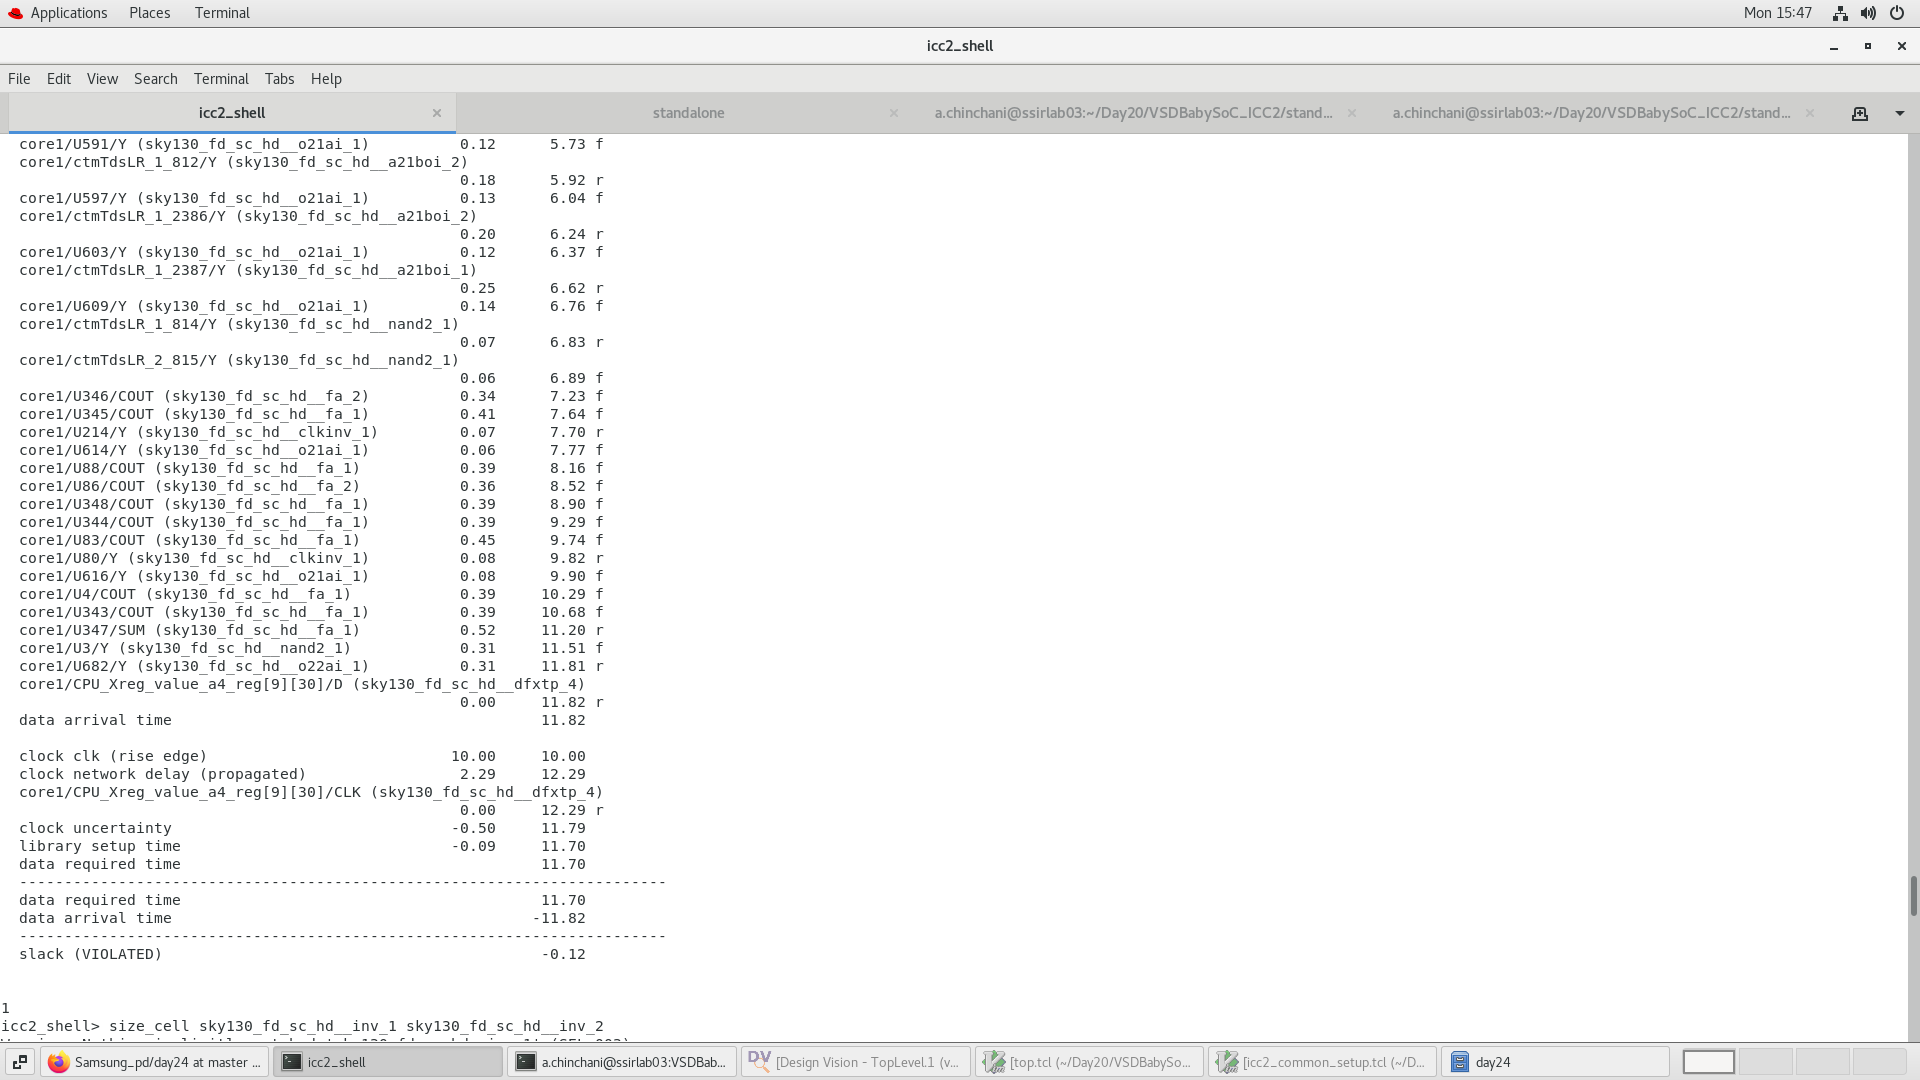 Applications Places Terminal Mon 15:47
icc2_shell
File Edit View Search Terminal Tabs Help
icc2_shell × standalone × a.chinchani@ssirlab03:~/Day20/VSDBabySoC_ICC2/stand... × a.chinchani@ssirlab03:~/Day20/VSDBabySoC_ICC2/stand... ×
core1/U591/Y (sky130_fd_sc_hd__o21ai_1) 0.12 5.73 f
core1/ctmTdsLR_1_812/Y (sky130_fd_sc_hd__a21boi_2)
0.18 5.92 r
core1/U597/Y (sky130_fd_sc_hd__o21ai_1) 0.13 6.04 f
core1/ctmTdsLR_1_2386/Y (sky130_fd_sc_hd__a21boi_2)
0.20 6.24 r
core1/U603/Y (sky130_fd_sc_hd__o21ai_1) 0.12 6.37 f
core1/ctmTdsLR_1_2387/Y (sky130_fd_sc_hd__a21boi_1)
0.25 6.62 r
core1/U609/Y (sky130_fd_sc_hd__o21ai_1) 0.14 6.76 f
core1/ctmTdsLR_1_814/Y (sky130_fd_sc_hd__nand2_1)
0.07 6.83 r
core1/ctmTdsLR_2_815/Y (sky130_fd_sc_hd__nand2_1)
0.06 6.89 f
core1/U346/COUT (sky130_fd_sc_hd__fa_2) 0.34 7.23 f
core1/U345/COUT (sky130_fd_sc_hd__fa_1) 0.41 7.64 f
core1/U214/Y (sky130_fd_sc_hd__clkinv_1) 0.07 7.70 r
core1/U614/Y (sky130_fd_sc_hd__o21ai_1) 0.06 7.77 f
core1/U88/COUT (sky130_fd_sc_hd__fa_1) 0.39 8.16 f
core1/U86/COUT (sky130_fd_sc_hd__fa_2) 0.36 8.52 f
core1/U348/COUT (sky130_fd_sc_hd__fa_1) 0.39 8.90 f
core1/U344/COUT (sky130_fd_sc_hd__fa_1) 0.39 9.29 f
core1/U83/COUT (sky130_fd_sc_hd__fa_1) 0.45 9.74 f
core1/U80/Y (sky130_fd_sc_hd__clkinv_1) 0.08 9.82 r
core1/U616/Y (sky130_fd_sc_hd__o21ai_1) 0.08 9.90 f
core1/U4/COUT (sky130_fd_sc_hd__fa_1) 0.39 10.29 f
core1/U343/COUT (sky130_fd_sc_hd__fa_1) 0.39 10.68 f
core1/U347/SUM (sky130_fd_sc_hd__fa_1) 0.52 11.20 r
core1/U3/Y (sky130_fd_sc_hd__nand2_1) 0.31 11.51 f
core1/U682/Y (sky130_fd_sc_hd__o22ai_1) 0.31 11.81 r
core1/CPU_Xreg_value_a4_reg[9][30]/D (sky130_fd_sc_hd__dfxtp_4)
0.00 11.82 r
data arrival time 11.82
clock clk (rise edge) 10.00 10.00
clock network delay (propagated) 2.29 12.29
core1/CPU_Xreg_value_a4_reg[9][30]/CLK (sky130_fd_sc_hd__dfxtp_4)
0.00 12.29 r
clock uncertainty -0.50 11.79
library setup time -0.09 11.70
data required time 11.70
------------------------------------------------------------------------
data required time 11.70
data arrival time -11.82
------------------------------------------------------------------------
slack (VIOLATED) -0.12
1
icc2_shell> size_cell sky130_fd_sc_hd__inv_1 sky130_fd_sc_hd__inv_2
Samsung_pd/day24 at master ... icc2_shell a.chinchani@ssirlab03:VSDBab... [Design Vision - TopLevel.1 (v... [top.tcl (~/Day20/VSDBabySo... [icc2_common_setup.tcl (~/D... day24